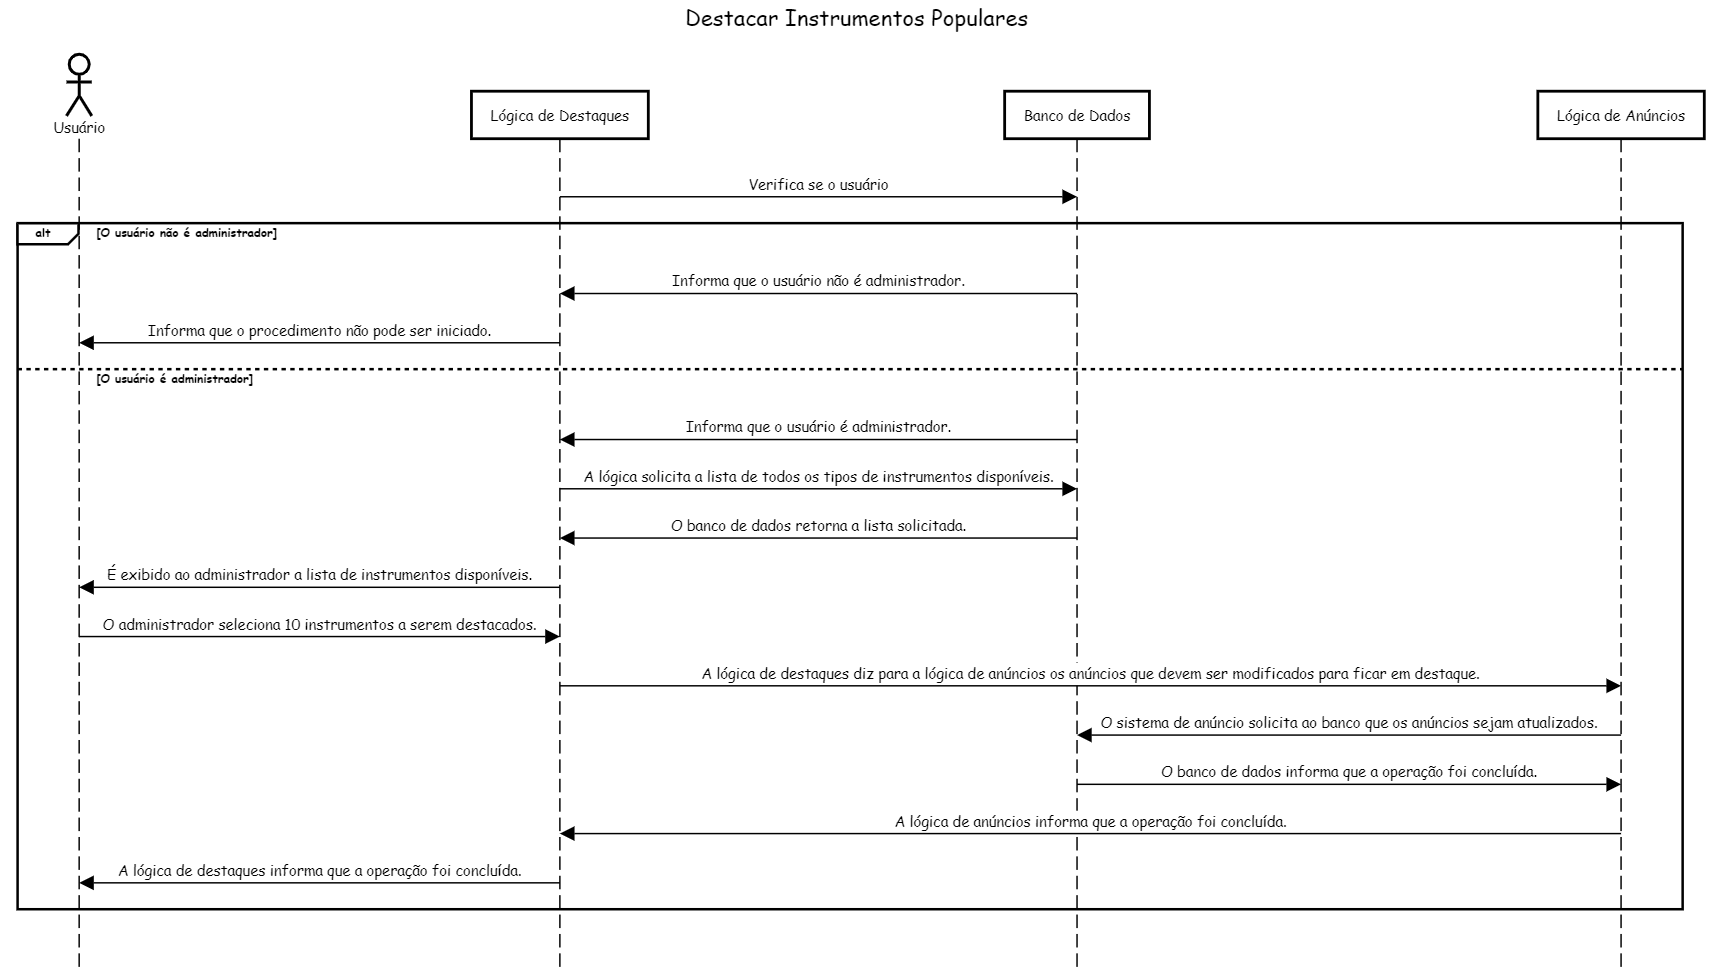 Destacar Instrumentos Populares
Usuário
Lógica de Destaques
Banco de Dados
Lógica de Anúncios
Verifica se o usuário
alt
[O usuário não é administrador]
Informa que o usuário não é administrador.
Informa que o procedimento não pode ser iniciado.
[O usuário é administrador]
Informa que o usuário é administrador.
A lógica solicita a lista de todos os tipos de instrumentos disponíveis.
O banco de dados retorna a lista solicitada.
É exibido ao administrador a lista de instrumentos disponíveis.
O administrador seleciona 10 instrumentos a serem destacados.
A lógica de destaques diz para a lógica de anúncios os anúncios que devem ser modificados para ficar em destaque.
O sistema de anúncio solicita ao banco que os anúncios sejam atualizados.
O banco de dados informa que a operação foi concluída.
A lógica de anúncios informa que a operação foi concluída.
A lógica de destaques informa que a operação foi concluída.